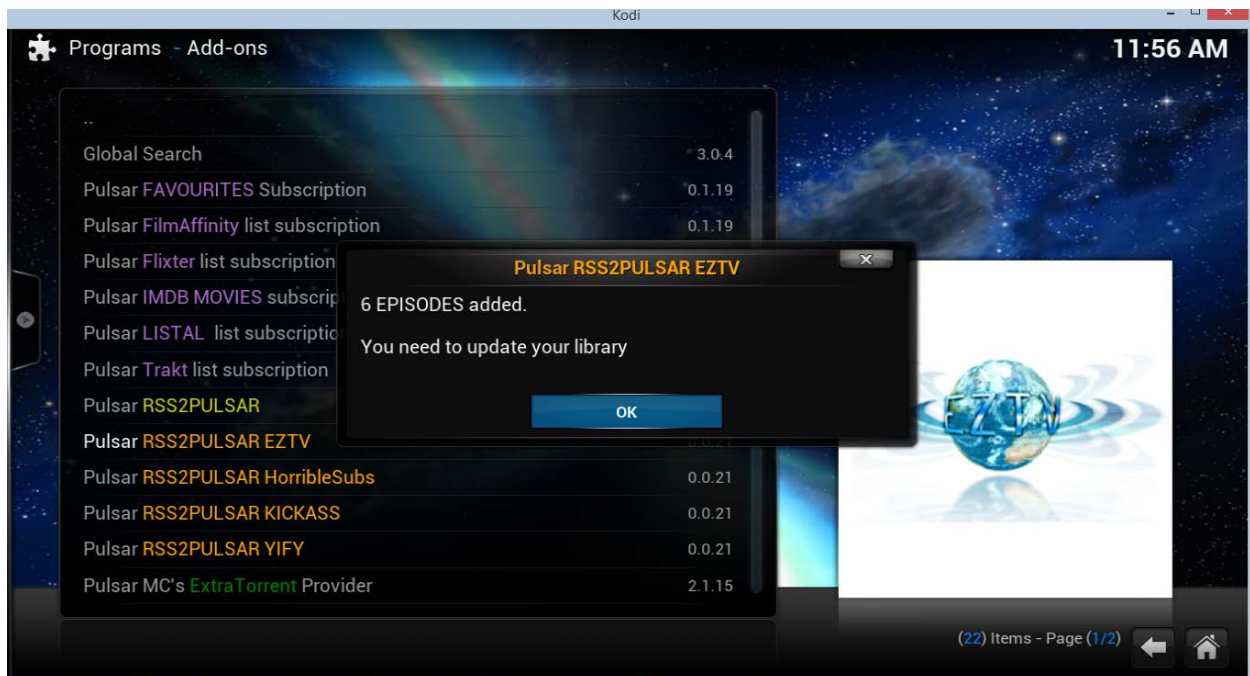 Kodi
Programs - Add-ons
11:56 AM
..
Global Search 3.0.4
Pulsar FAVOURITES Subscription 0.1.19
Pulsar FilmAffinity list subscription 0.1.19
Pulsar Flixter list subscription
Pulsar IMDB MOVIES subscrip
Pulsar LISTAL list subscriptio
Pulsar Trakt list subscription
Pulsar RSS2PULSAR
Pulsar RSS2PULSAR EZTV 0.0.21
Pulsar RSS2PULSAR HorribleSubs 0.0.21
Pulsar RSS2PULSAR KICKASS 0.0.21
Pulsar RSS2PULSAR YIFY 0.0.21
Pulsar MC's ExtraTorrent Provider 2.1.15
Pulsar RSS2PULSAR EZTV
6 EPISODES added.
You need to update your library
OK
EZTV
(22) Items - Page (1/2)